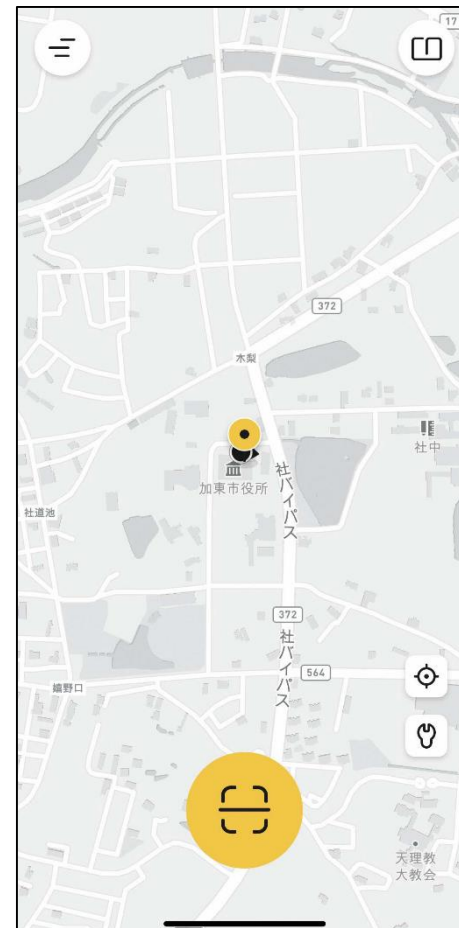 17
372
木梨
社中
加東市役所
社バイパス
社道池
372
社バイパス
564
嬉野口
天理教
大教会